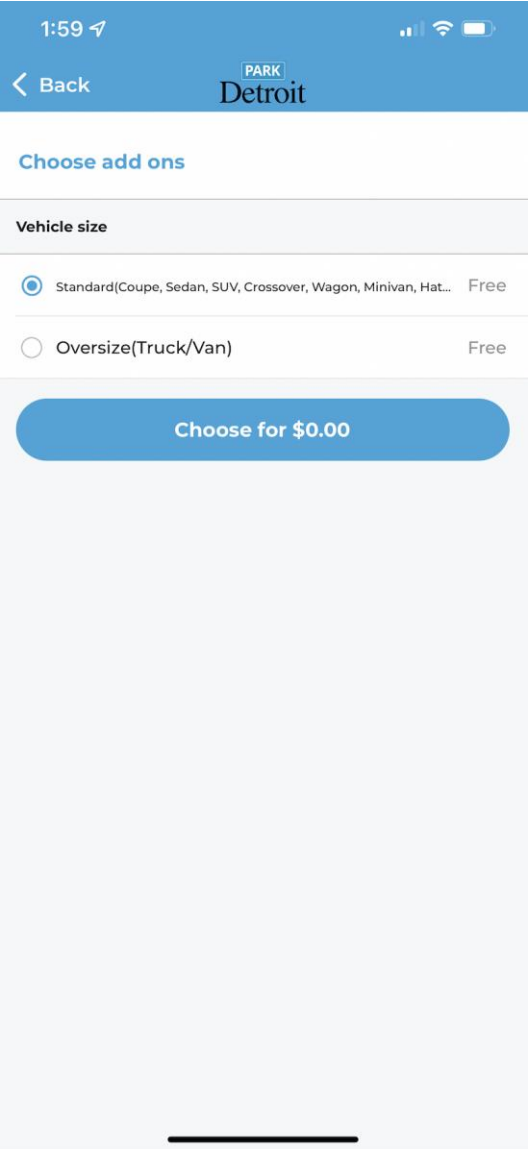 1:59
Back
PARK
Detroit
Choose add ons
Vehicle size
Standard(Coupe, Sedan, SUV, Crossover, Wagon, Minivan, Hat... Free
Oversize(Truck/Van) Free
Choose for $0.00